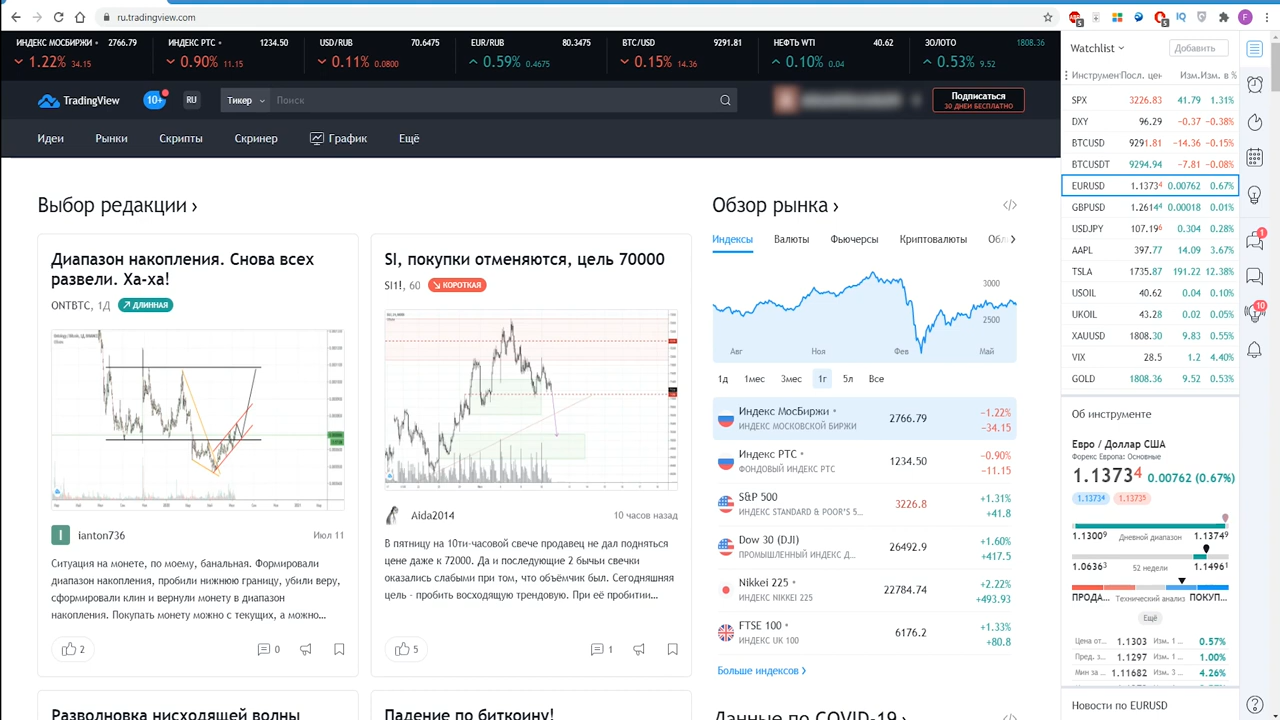 ru.tradingview.com
ИНДЕКС МОСБИРЖИ 2766.79
1.22% 34.15
ИНДЕКС РТС 1234.50
0.90% 11.15
USD/RUB 70.6475
0.11% 0.0800
EUR/RUB 80.3475
0.59% 0.4675
BTC/USD 9291.81
0.15% 14.36
НЕФТЬ WTI 40.62
0.10% 0.04
ЗОЛОТО 1808.36
0.53% 9.52
TradingView 10+ RU Тикер Поиск
Подписаться
30 ДНЕЙ БЕСПЛАТНО
Идеи Рынки Скрипты Скринер График Ещё
Выбор редакции ›
Диапазон накопления. Снова всех
развели. Ха-ха!
ONTBTC, 1Д ДЛИННАЯ
I ianton736 Июл 11
Ситуация на монете, по моему, банальная. Формировали
диапазон накопления, пробили нижнюю границу, убили веру,
сформировали клин и вернули монету в диапазон
накопления. Покупать монету можно с текущих, а можно...
2 0
SI, покупки отменяются, цель 70000
SI1!, 60 КОРОТКАЯ
Aida2014 10 часов назад
В пятницу на 10ти-часовой свече продавец не дал подняться
цене даже к 72000. Да и последующие 2 бычьи свечки
оказались слабыми при том, что объёмчик был. Сегодняшняя
цель - пробить восходящую трендовую. При её пробитии...
5 1
Разволновка нисходящей волны
Падение по биткоину!
Обзор рынка ›
Индексы Валюты Фьючерсы Криптовалюты Обл
3000
2500
Авг Ноя Фев Май
1д 1мес 3мес 1г 5л Все
Индекс МосБиржи 2766.79 −1.22%
ИНДЕКС МОСКОВСКОЙ БИРЖИ −34.15
Индекс РТС 1234.50 −0.90%
ФОНДОВЫЙ ИНДЕКС РТС −11.15
S&P 500 3226.8 +1.31%
ИНДЕКС STANDARD & POOR'S 5... +41.8
Dow 30 (DJI) 26492.9 +1.60%
ПРОМЫШЛЕННЫЙ ИНДЕКС Д... +417.5
Nikkei 225 22784.74 +2.22%
ИНДЕКС NIKKEI 225 +493.93
FTSE 100 6176.2 +1.33%
ИНДЕКС UK 100 +80.8
Больше индексов ›
Данные по COVID-19 ›
Watchlist Добавить
Инструмент Посл. цен Изм. Изм. в %
SPX 3226.83 41.79 1.31%
DXY 96.29 −0.37 −0.38%
BTCUSD 9291.81 −14.36 −0.15%
BTCUSDT 9294.94 −7.81 −0.08%
EURUSD 1.13734 0.00762 0.67%
GBPUSD 1.26144 0.00018 0.01%
USDJPY 107.196 0.304 0.28%
AAPL 397.77 14.09 3.67%
TSLA 1735.87 191.22 12.38%
USOIL 40.62 0.04 0.10%
UKOIL 43.28 0.02 0.05%
XAUUSD 1808.30 9.83 0.55%
VIX 28.5 1.2 4.40%
GOLD 1808.36 9.52 0.53%
Об инструменте
Евро / Доллар США
Форекс Европа: Основные
1.13734 0.00762 (0.67%)
1.13734 1.13735
1.13009 Дневной диапазон 1.13749
1.06363 52 недели 1.14961
ПРОДА... Технический анализ ПОКУП...
Ещё
Цена от... 1.1303 Изм. 1 ... 0.57%
Пред. з... 1.1297 Изм. 1 ... 1.00%
Мин за ... 1.11682 Изм. 3 ... 4.26%
Новости по EURUSD
1
10